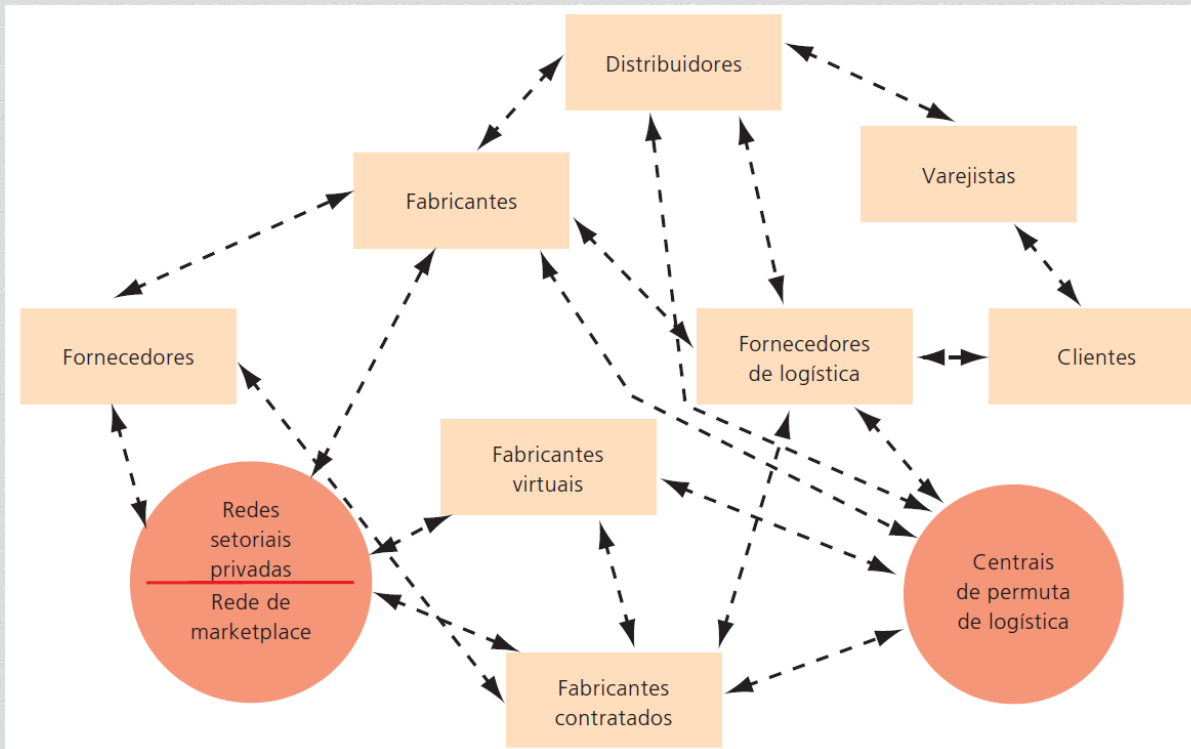 Distribuidores
Varejistas
Fabricantes
Fornecedores
Fornecedores
de logística
Clientes
Fabricantes
virtuais
Redes
setoriais
privadas
Rede de
marketplace
Centrais
de permuta
de logística
Fabricantes
contratados